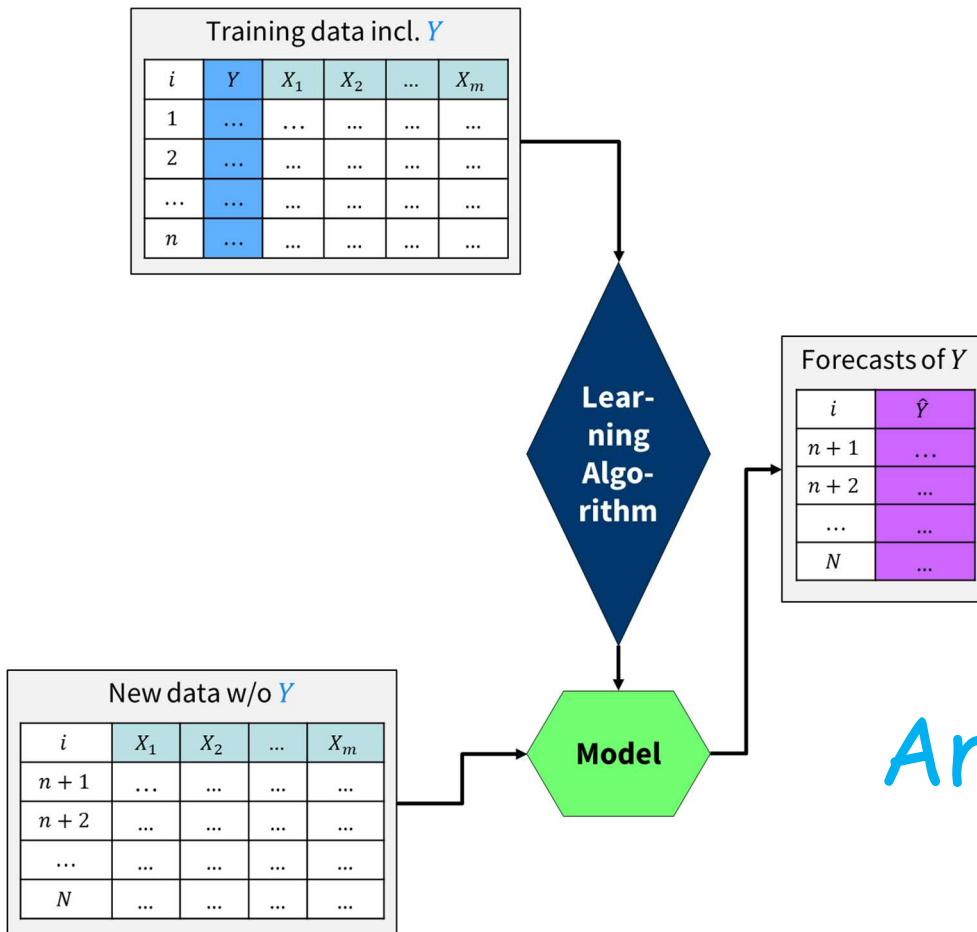 Training data incl. Y
i Y X₁ X₂ ... Xₘ
1 ... ... ... ... ...
2 ... ... ... ... ...
... ... ... ... ... ...
n ... ... ... ... ...
Lear-
ning
Algo-
rithm
Forecasts of Y
i Ŷ
n + 1 ...
n + 2 ...
... ...
N ...
New data w/o Y
i X₁ X₂ ... Xₘ
n + 1 ... ... ... ...
n + 2 ... ... ... ...
... ... ... ... ...
N ... ... ... ...
Model